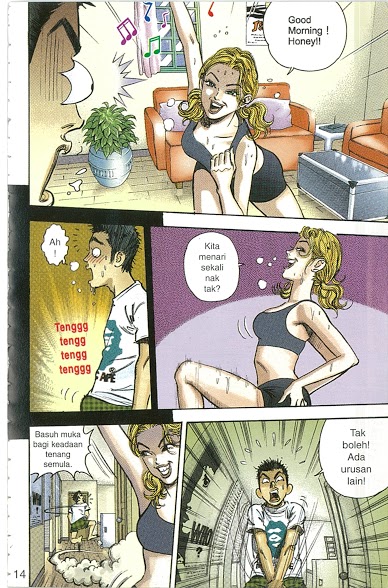 Good
Morning !
Honey!!
Ah
!
Kita
menari
sekali
nak
tak?
Tenggg
tengg
tengg
tenggg
CAPÉ
Basuh muka
bagi keadaan
tenang
semula.
Tak
boleh!
Ada
urusan
lain!
?
14